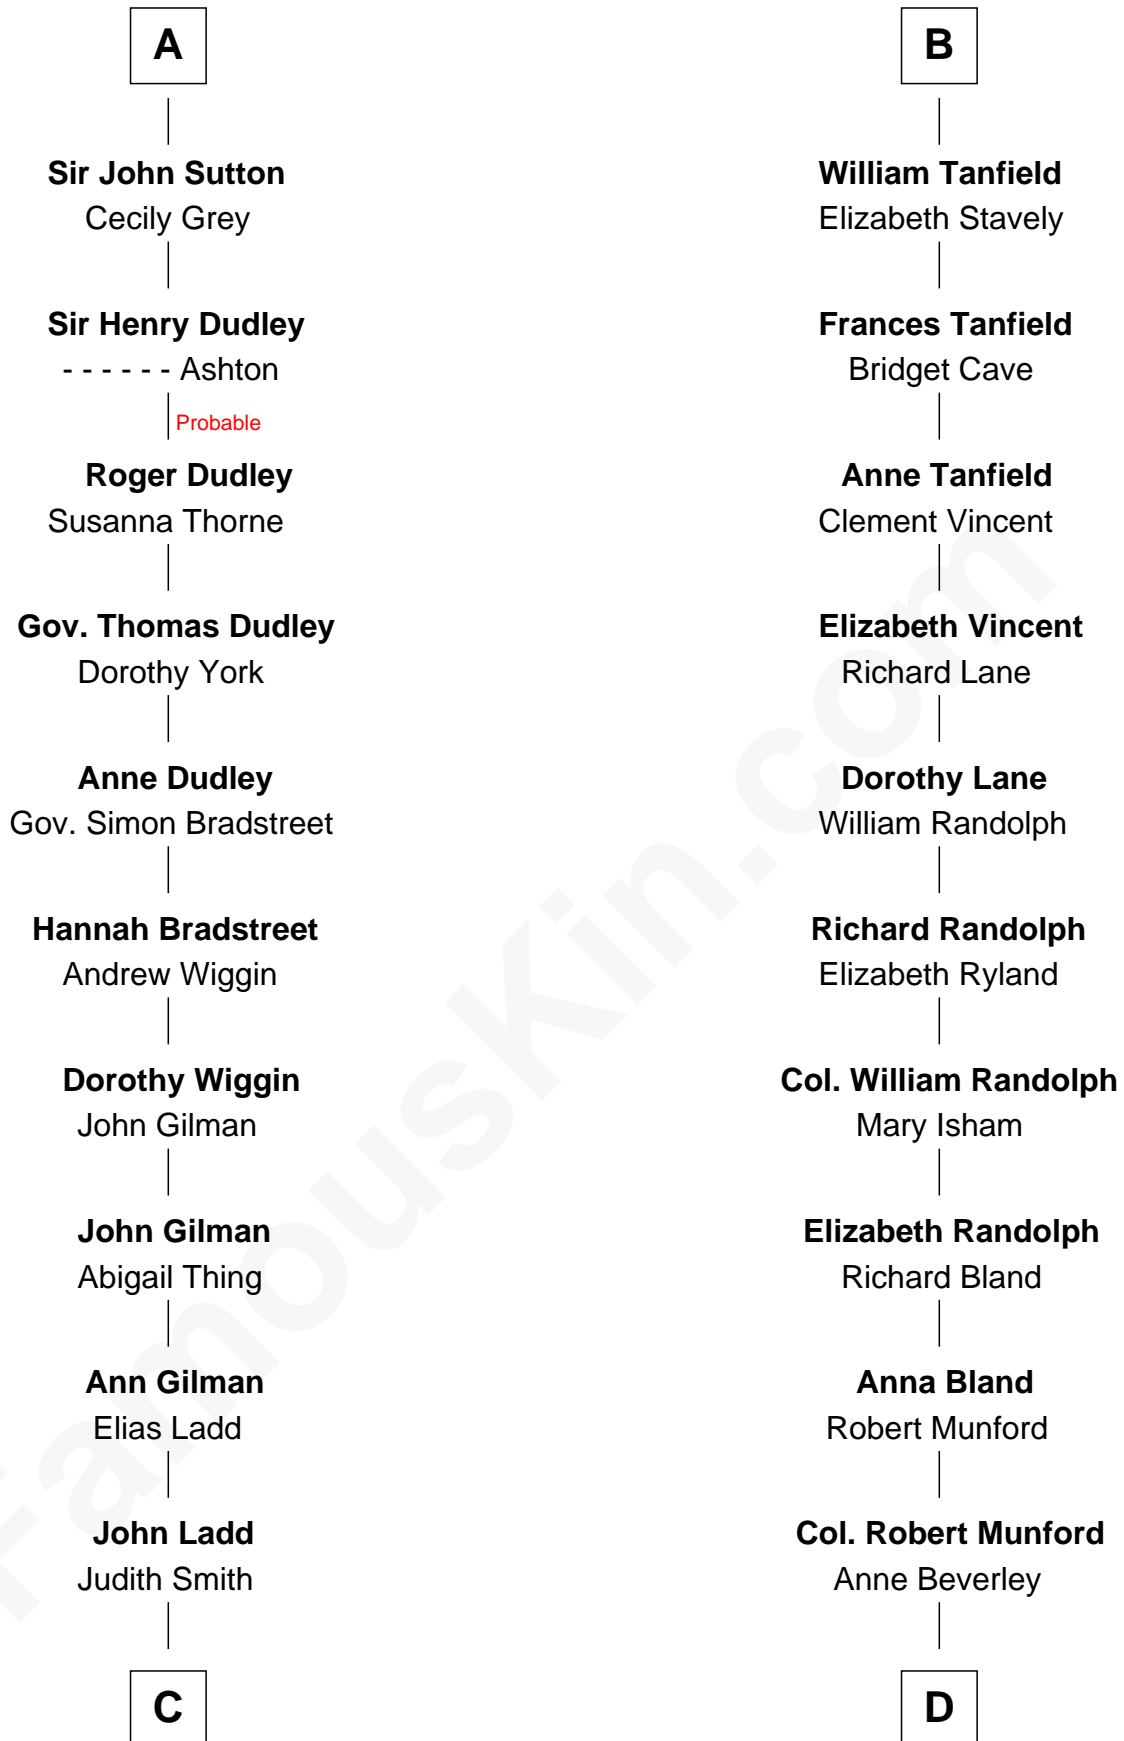 A
Sir John Sutton
Cecily Grey
Sir Henry Dudley
- - - - - - Ashton
Probable
Roger Dudley
Susanna Thorne
Gov. Thomas Dudley
Dorothy York
Anne Dudley
Gov. Simon Bradstreet
Hannah Bradstreet
Andrew Wiggin
Dorothy Wiggin
John Gilman
John Gilman
Abigail Thing
Ann Gilman
Elias Ladd
John Ladd
Judith Smith
C
B
William Tanfield
Elizabeth Stavely
Frances Tanfield
Bridget Cave
Anne Tanfield
Clement Vincent
Elizabeth Vincent
Richard Lane
Dorothy Lane
William Randolph
Richard Randolph
Elizabeth Ryland
Col. William Randolph
Mary Isham
Elizabeth Randolph
Richard Bland
Anna Bland
Robert Munford
Col. Robert Munford
Anne Beverley
D
FamousKin.com